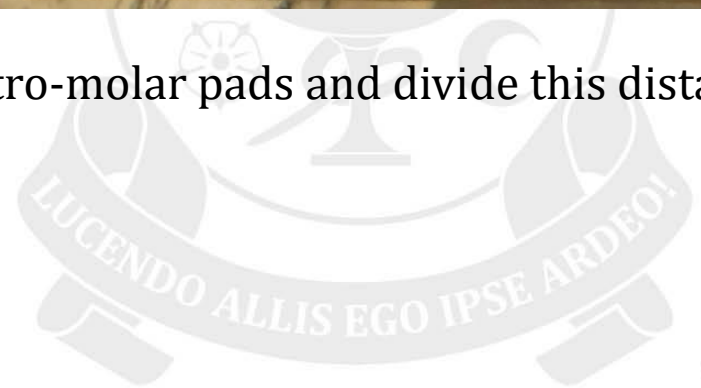 tro-molar pads and divide this dista
LUCENDO ALLIS EGO IPSE ARDEO!